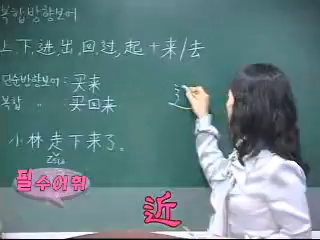 복합방향보어
上、下、进、出、回、过、起 + 来/去
단순방향보어 : 买来
복합 〃 : 买回来
小林走下来了。
필수어휘
近